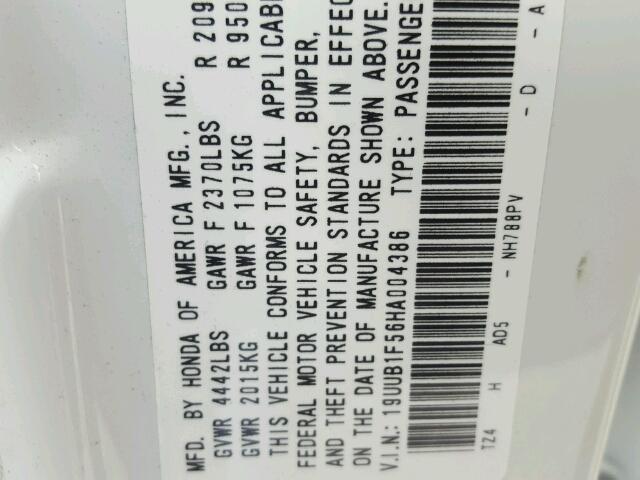 MFD. BY HONDA OF AMERICA MFG., INC.
GVWR 4442LBS GAWR F 2370LBS R 209
GVWR 2015KG GAWR F 1075KG R 950
THIS VEHICLE CONFORMS TO ALL APPLICABL
FEDERAL MOTOR VEHICLE SAFETY, BUMPER,
AND THEFT PREVENTION STANDARDS IN EFFEC
ON THE DATE OF MANUFACTURE SHOWN ABOVE.
V.I.N.: 19UUB1F56HA004386 TYPE: PASSENGE
TZ4 H AD5 - NH788PV - D - A